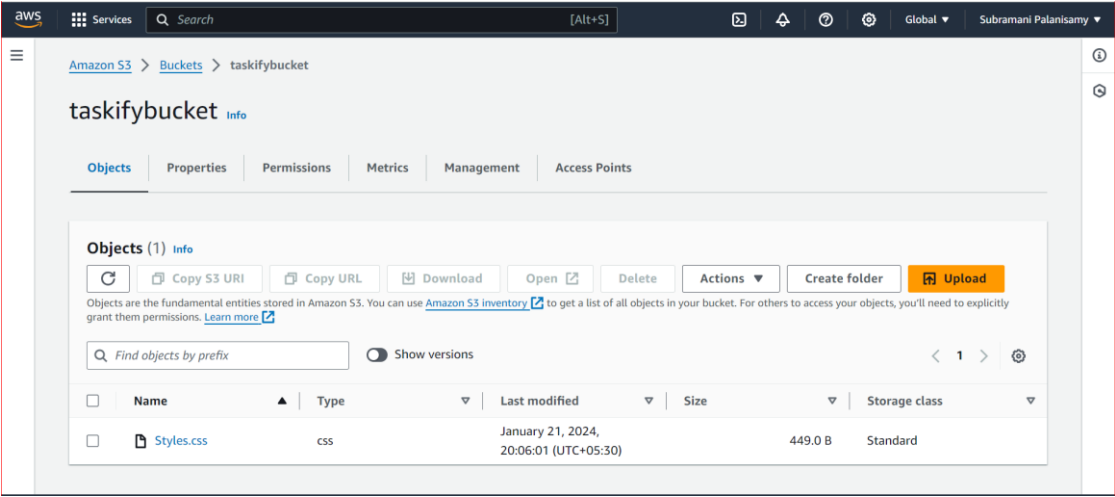 aws Services Search [Alt+S] Global ▼ Subramani Palanisamy ▼
Amazon S3 > Buckets > taskifybucket
taskifybucket Info
Objects Properties Permissions Metrics Management Access Points
Objects (1) Info
Copy S3 URI Copy URL Download Open Delete Actions ▼ Create folder Upload
Objects are the fundamental entities stored in Amazon S3. You can use Amazon S3 inventory to get a list of all objects in your bucket. For others to access your objects, you'll need to explicitly
grant them permissions. Learn more
Find objects by prefix Show versions < 1 >
Name ▲ Type Last modified Size Storage class
Styles.css css January 21, 2024, 449.0 B Standard
20:06:01 (UTC+05:30)